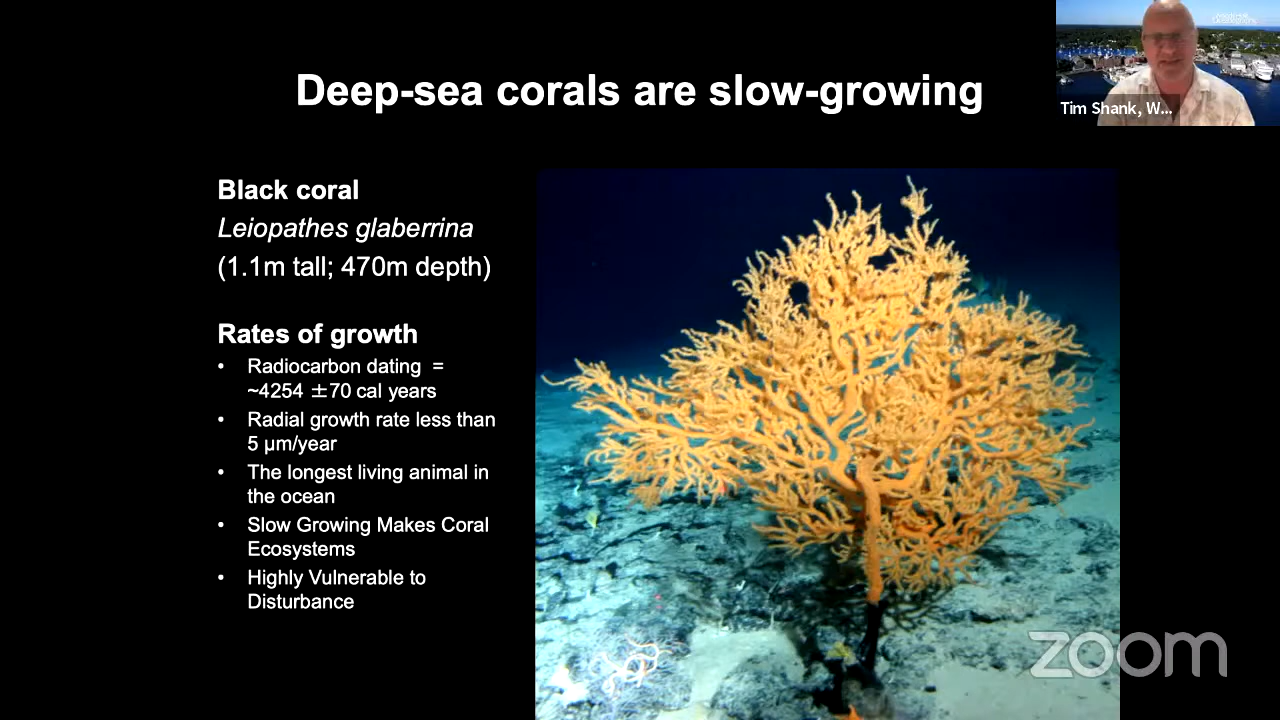 Deep-sea corals are slow-growing
Tim Shank, W...
Black coral
Leiopathes glaberrina
(1.1m tall; 470m depth)
Rates of growth
• Radiocarbon dating =
~4254 ±70 cal years
• Radial growth rate less than
5 µm/year
• The longest living animal in
the ocean
• Slow Growing Makes Coral
Ecosystems
• Highly Vulnerable to
Disturbance
zoom